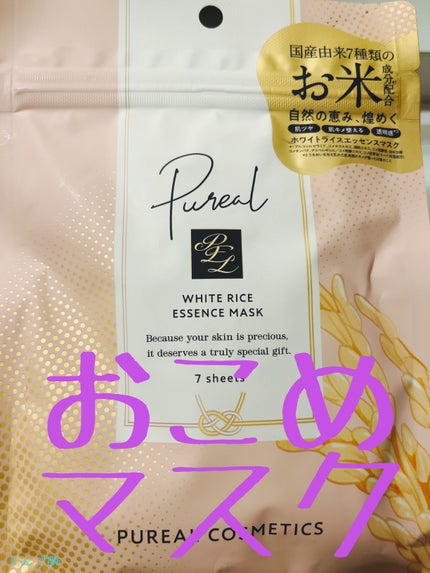 国産由来7種類の
お米成分配合
自然の恵み、煌めく
肌ツヤ 肌キメ整える 透明感*2
ホワイトライスエッセンスマスク
Pureal
PEL
WHITE RICE
ESSENCE MASK
Because your skin is precious,
it deserves a truly special gift.
7 sheets
おこめ
マスク
PUREAL COSMETICS